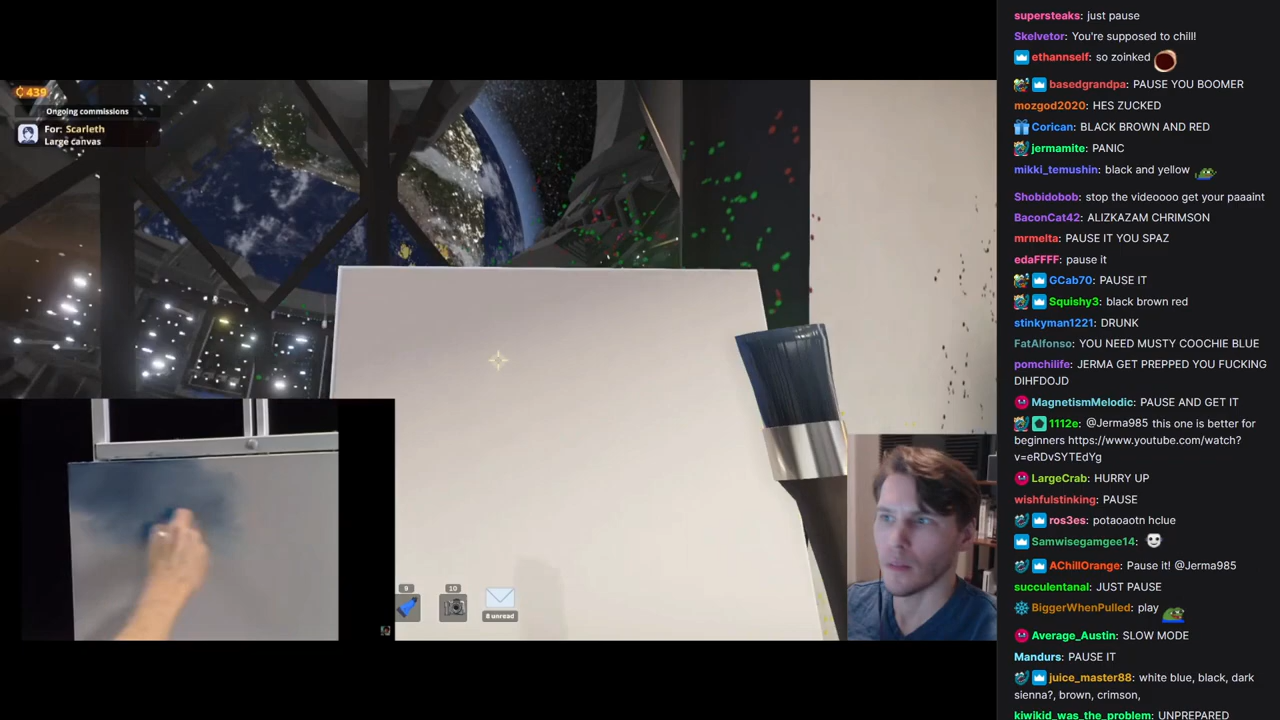 439
Ongoing commissions
For: Scarleth
Large canvas
9
10
8 unread
supersteaks: just pause
Skelvetor: You're supposed to chill!
ethannself: so zoinked
basedgrandpa: PAUSE YOU BOOMER
mozgod2020: HES ZUCKED
Corican: BLACK BROWN AND RED
jermamite: PANIC
mikki_temushin: black and yellow
Shobidobob: stop the videoooo get your paaaint
BaconCat42: ALIZKAZAM CHRIMSON
mrmelta: PAUSE IT YOU SPAZ
edaFFFF: pause it
GCab70: PAUSE IT
Squishy3: black brown red
stinkyman1221: DRUNK
FatAlfonso: YOU NEED MUSTY COOCHIE BLUE
pomchilife: JERMA GET PREPPED YOU FUCKING
DIHFDOJD
MagnetismMelodic: PAUSE AND GET IT
1112e: @Jerma985 this one is better for
beginners https://www.youtube.com/watch?
v=eRDvSYTEdYg
LargeCrab: HURRY UP
wishfulstinking: PAUSE
ros3es: potaoaotn hclue
Samwisegamgee14:
AChillOrange: Pause it! @Jerma985
succulentanal: JUST PAUSE
BiggerWhenPulled: play
Average_Austin: SLOW MODE
Mandurs: PAUSE IT
juice_master88: white blue, black, dark
sienna?, brown, crimson,
kiwikid_was_the_problem: UNPREPARED